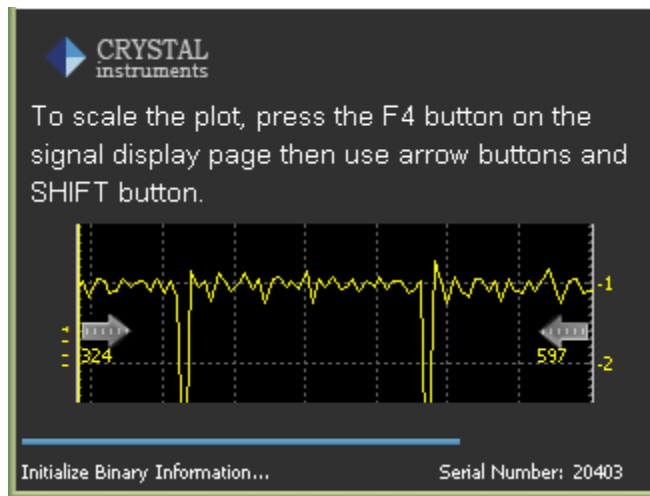 CRYSTAL
instruments
To scale the plot, press the F4 button on the
signal display page then use arrow buttons and
SHIFT button.
-1
324
597
-2
Initialize Binary Information...
Serial Number: 20403